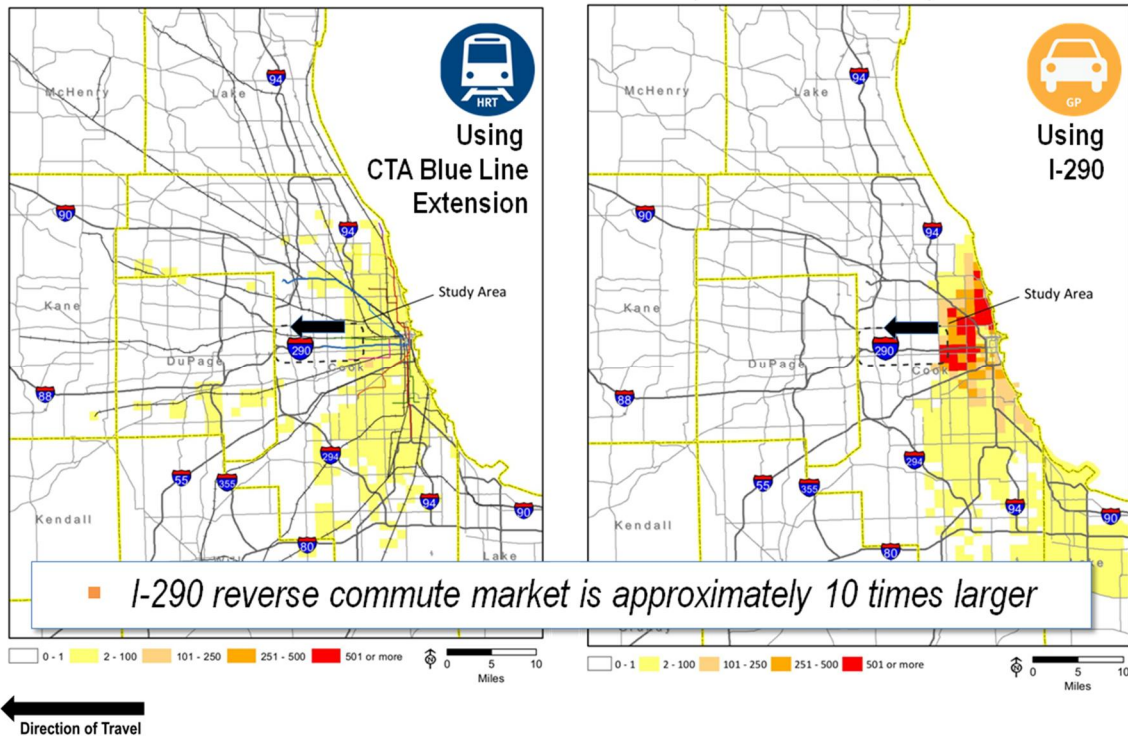 HRT
Using
CTA Blue Line
Extension
McHenry
Lake
94
90
94
Kane
Study Area
290
DuPage
Cook
88
294
55
355
94
90
Kendall
80
Lake
GP
Using
I-290
McHenry
Lake
94
90
94
Kane
Study Area
290
DuPage
Cook
88
294
55
355
94
90
Kendall
80
I-290 reverse commute market is approximately 10 times larger
0 - 1 2 - 100 101 - 250 251 - 500 501 or more N 0 5 10
Miles
0 - 1 2 - 100 101 - 250 251 - 500 501 or more N 0 5 10
Miles
Direction of Travel